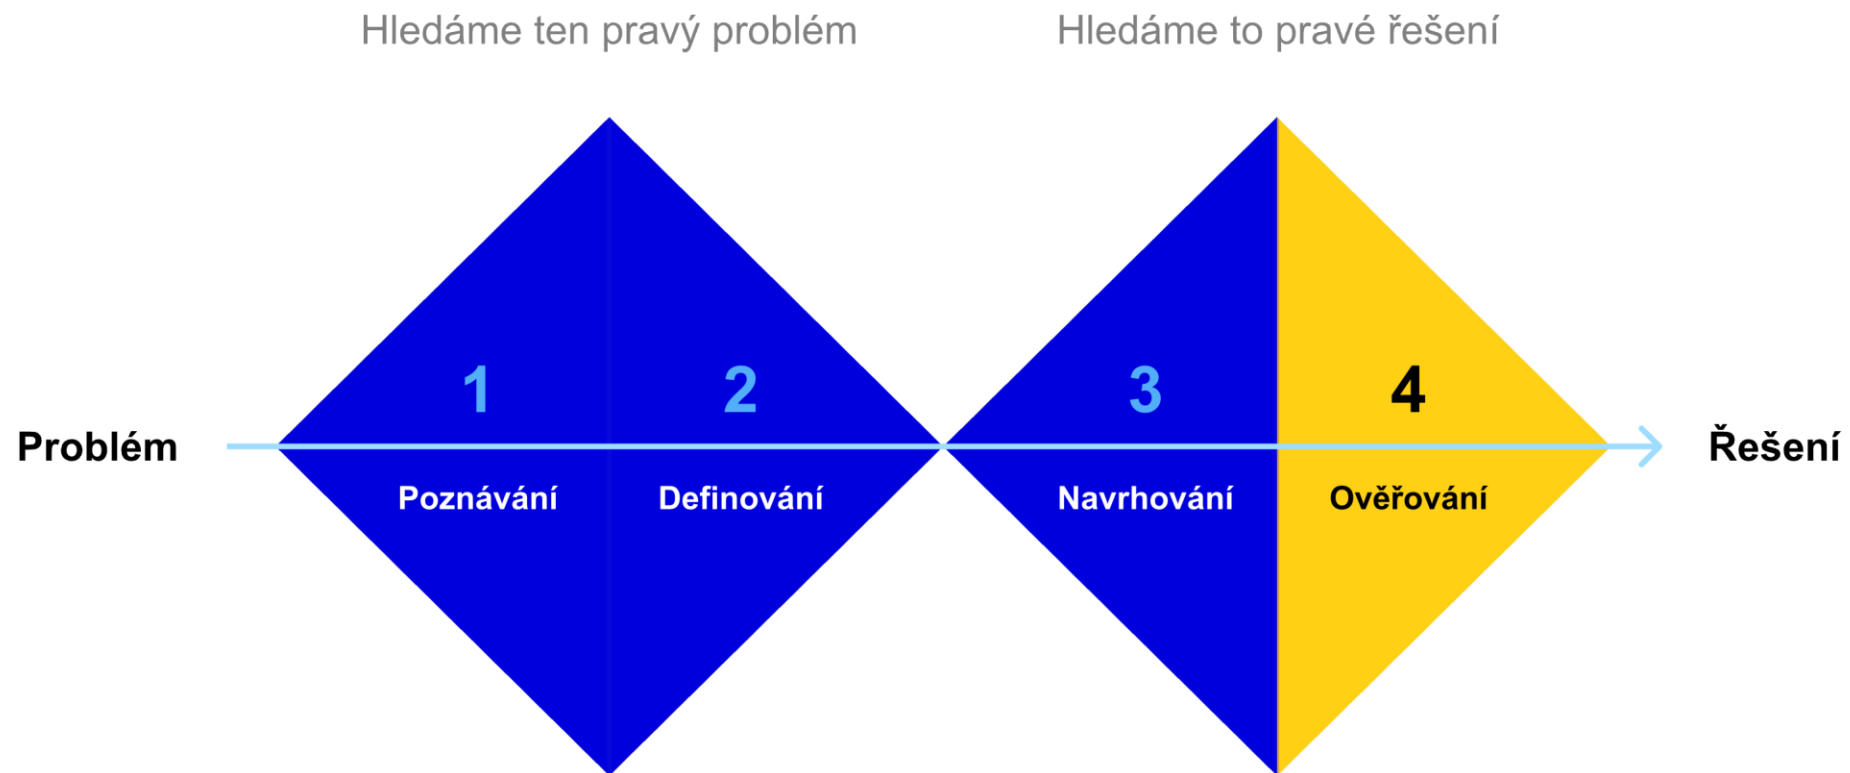 Hledáme ten pravý problém
Hledáme to pravé řešení
1
2
3
4
Problém
Řešení
Poznávání
Definování
Navrhování
Ověřování